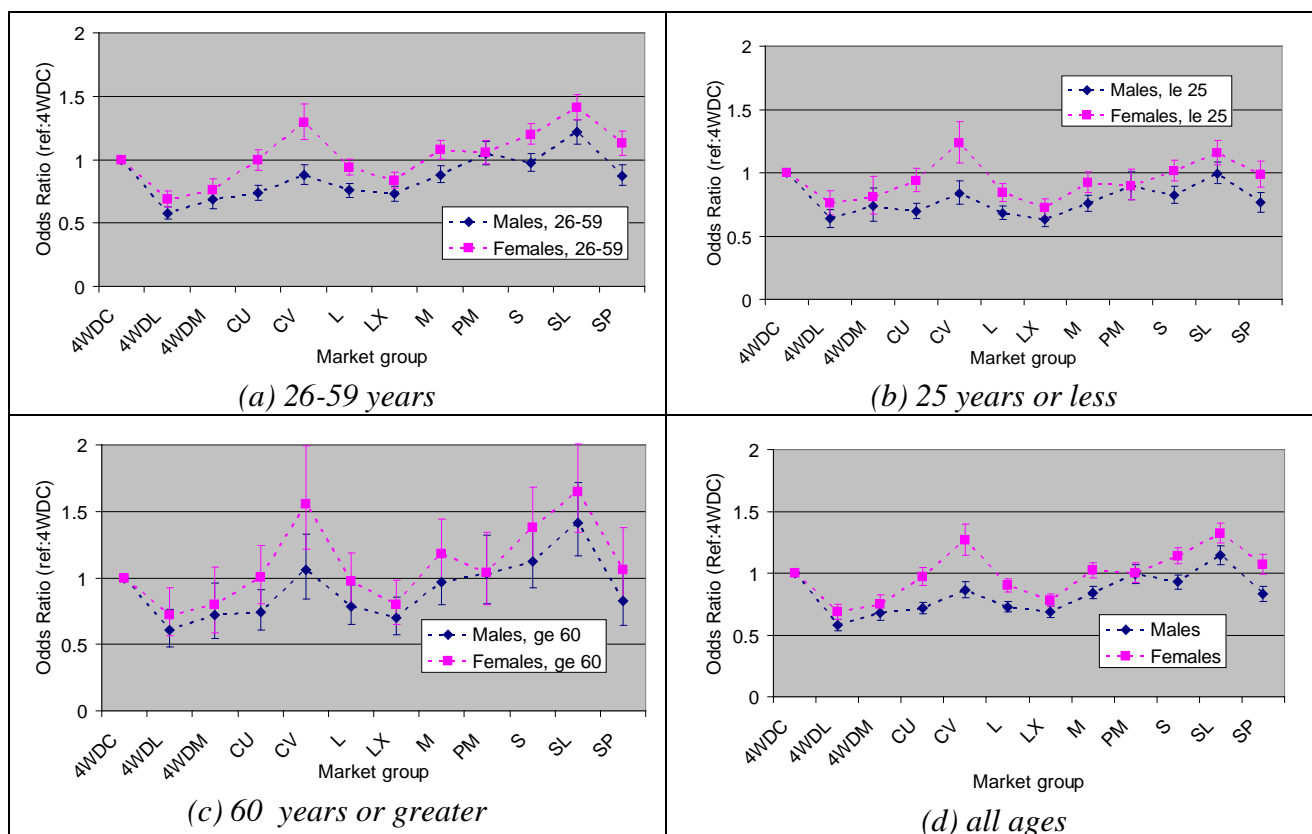 2
1.5
1
0.5
0
Odds Ratio (ref:4WDC)
Males, 26-59
Females, 26-59
4WDC
4WDL
4WDM
CU
CV
L
LX
M
PM
S
SL
SP
Market group
(a) 26-59 years
2
1.5
1
0.5
0
Odds Ratio (ref:4WDC)
Males, le 25
Females, le 25
4WDC
4WDL
4WDM
CU
CV
L
LX
M
PM
S
SL
SP
Market group
(b) 25 years or less
2
1.5
1
0.5
0
Odds Ratio (ref:4WDC)
Males, ge 60
Females, ge 60
4WDC
4WDL
4WDM
CU
CV
L
LX
M
PM
S
SL
SP
Market group
(c) 60 years or greater
2
1.5
1
0.5
0
Odds Ratio (Ref:4WDC)
Males
Females
4WDC
4WDL
4WDM
CU
CV
L
LX
M
PM
S
SL
SP
Market group
(d) all ages